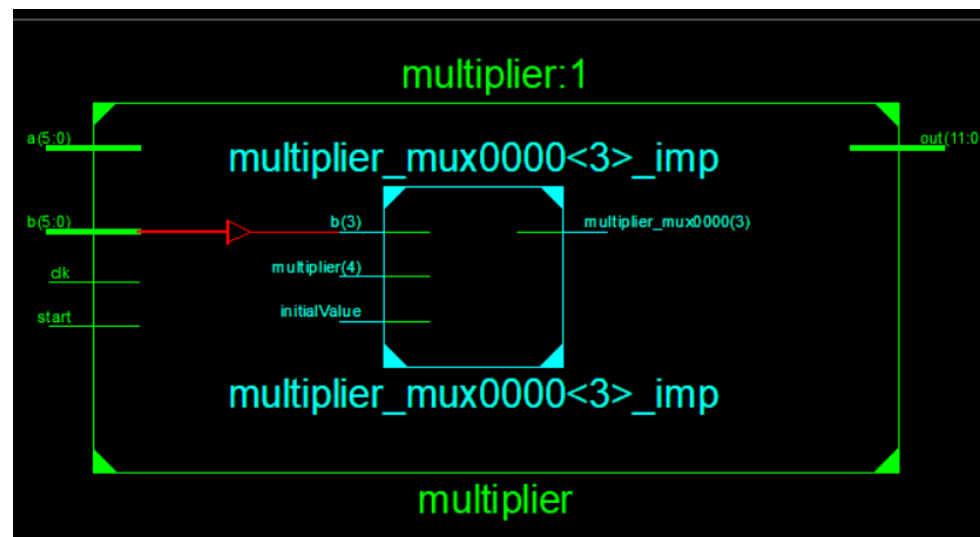 multiplier:1
a(5:0)
out(11:0
multiplier_mux0000<3>_imp
b(5:0)
b(3)
multiplier_mux0000(3)
clk
multiplier(4)
start
initialValue
multiplier_mux0000<3>_imp
multiplier